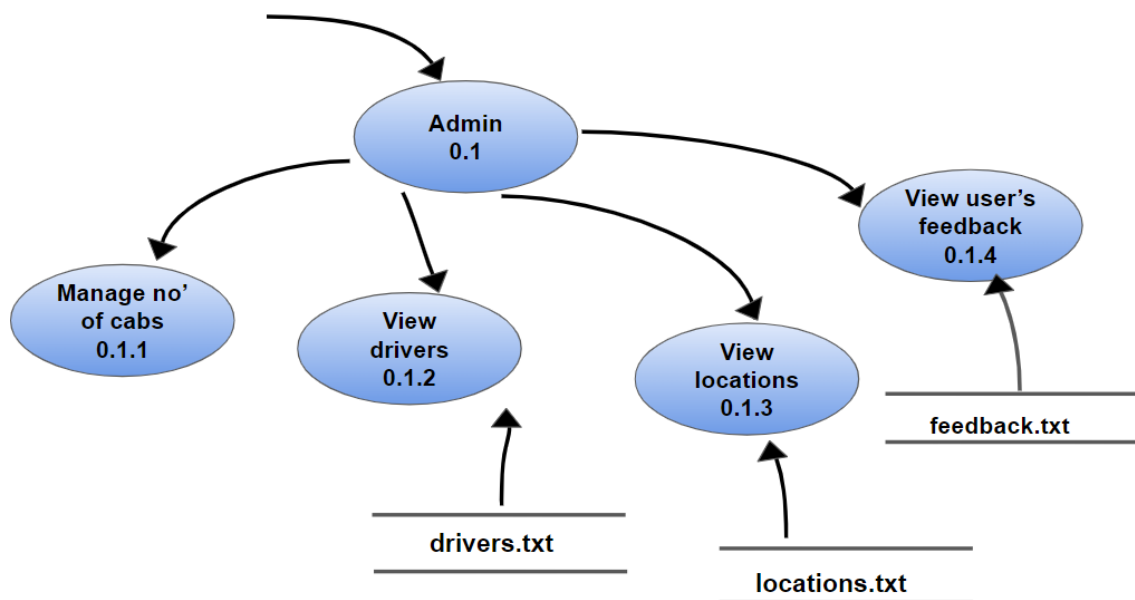 Admin
0.1
View user's
feedback
0.1.4
Manage no'
of cabs
0.1.1
View
drivers
0.1.2
View
locations
0.1.3
feedback.txt
drivers.txt
locations.txt